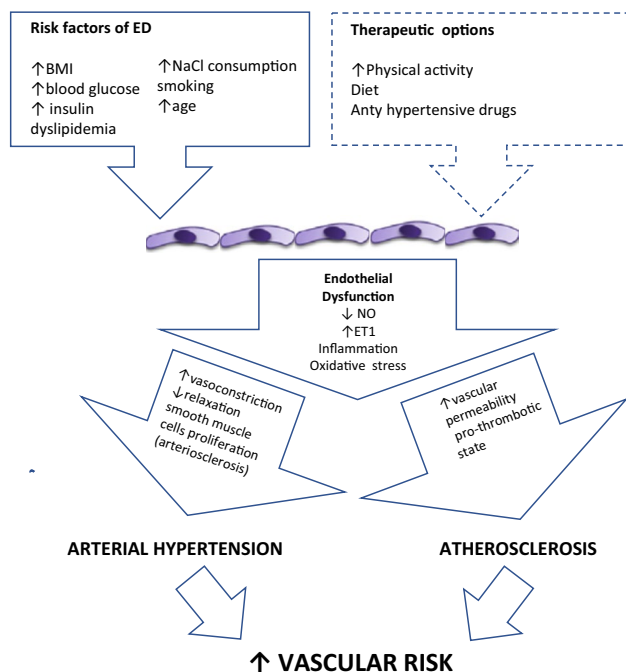 Risk factors of ED
↑BMI
↑blood glucose
↑ insulin
dyslipidemia
↑NaCl consumption
smoking
↑age
Therapeutic options
↑Physical activity
Diet
Anty hypertensive drugs
Endothelial
Dysfunction
↓ NO
↑ET1
Inflammation
Oxidative stress
↑vasoconstriction
↓relaxation
smooth muscle
cells proliferation
(arteriosclerosis)
↑vascular
permeability
pro-thrombotic
state
ARTERIAL HYPERTENSION
ATHEROSCLEROSIS
↑ VASCULAR RISK